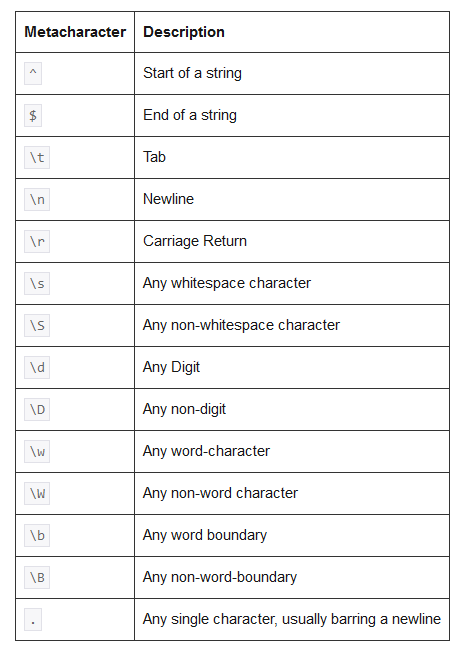 Metacharacter Description
^ Start of a string
$ End of a string
\t Tab
\n Newline
\r Carriage Return
\s Any whitespace character
\S Any non-whitespace character
\d Any Digit
\D Any non-digit
\w Any word-character
\W Any non-word character
\b Any word boundary
\B Any non-word-boundary
. Any single character, usually barring a newline